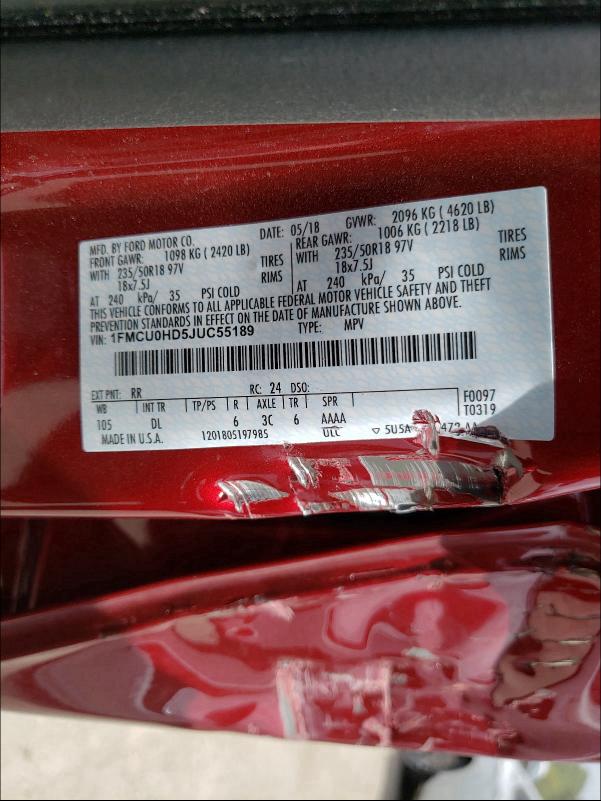 MFD. BY FORD MOTOR CO. DATE: 05/18 GVWR: 2096 KG ( 4620 LB)
FRONT GAWR: 1098 KG ( 2420 LB) REAR GAWR: 1006 KG ( 2218 LB)
WITH 235/50R18 97V TIRES WITH 235/50R18 97V TIRES
18x7.5J RIMS 18x7.5J RIMS
AT 240 kPa/ 35 PSI COLD AT 240 kPa/ 35 PSI COLD
THIS VEHICLE CONFORMS TO ALL APPLICABLE FEDERAL MOTOR VEHICLE SAFETY AND THEFT
PREVENTION STANDARDS IN EFFECT ON THE DATE OF MANUFACTURE SHOWN ABOVE.
VIN: 1FMCU0HD5JUC55189 TYPE: MPV
EXT PNT: RR RC: 24 DSO:
WB INT TR TP/PS R AXLE TR SPR F0097
105 DL 6 3C 6 AAAA T0319
MADE IN U.S.A. 1201805197985 ULL ▽ 5U5A